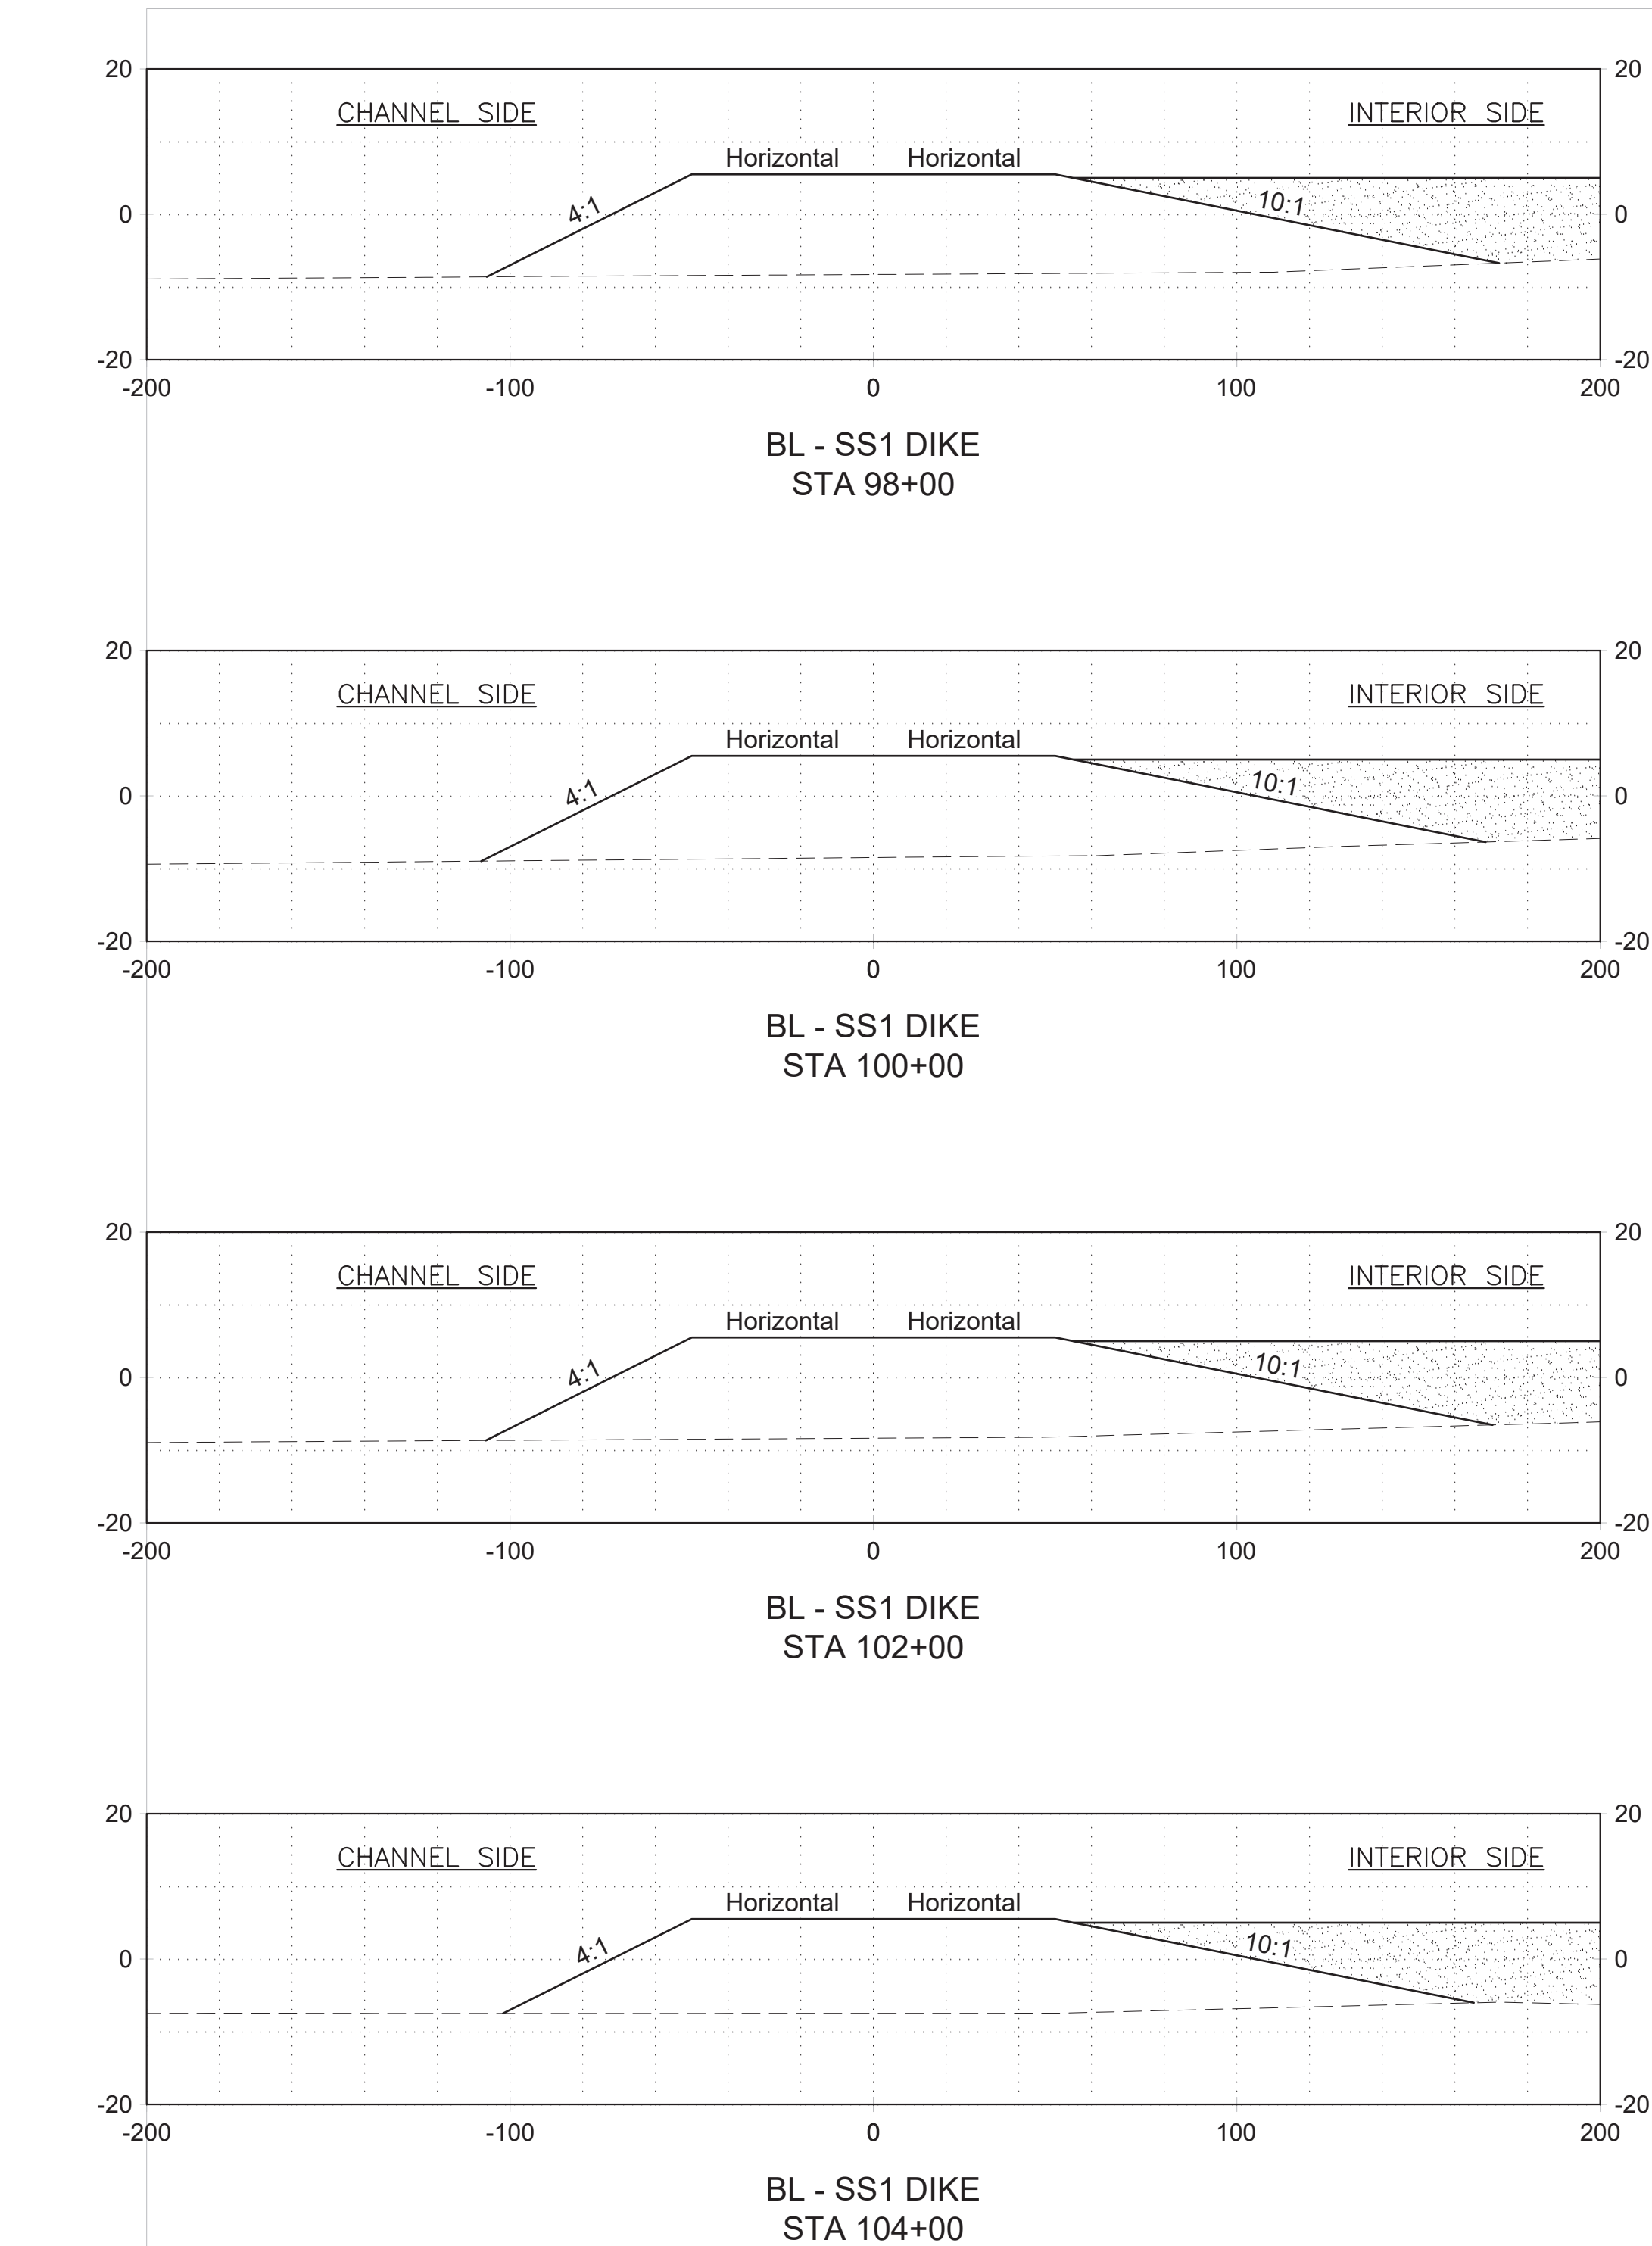 20 20
CHANNEL SIDE INTERIOR SIDE
Horizontal Horizontal
4:1 10:1
0 0
-20 -20
-200 -100 0 100 200
BL - SS1 DIKE
STA 98+00
20 20
CHANNEL SIDE INTERIOR SIDE
Horizontal Horizontal
4:1 10:1
0 0
-20 -20
-200 -100 0 100 200
BL - SS1 DIKE
STA 100+00
20 20
CHANNEL SIDE INTERIOR SIDE
Horizontal Horizontal
4:1 10:1
0 0
-20 -20
-200 -100 0 100 200
BL - SS1 DIKE
STA 102+00
20 20
CHANNEL SIDE INTERIOR SIDE
Horizontal Horizontal
4:1 10:1
0 0
-20 -20
-200 -100 0 100 200
BL - SS1 DIKE
STA 104+00